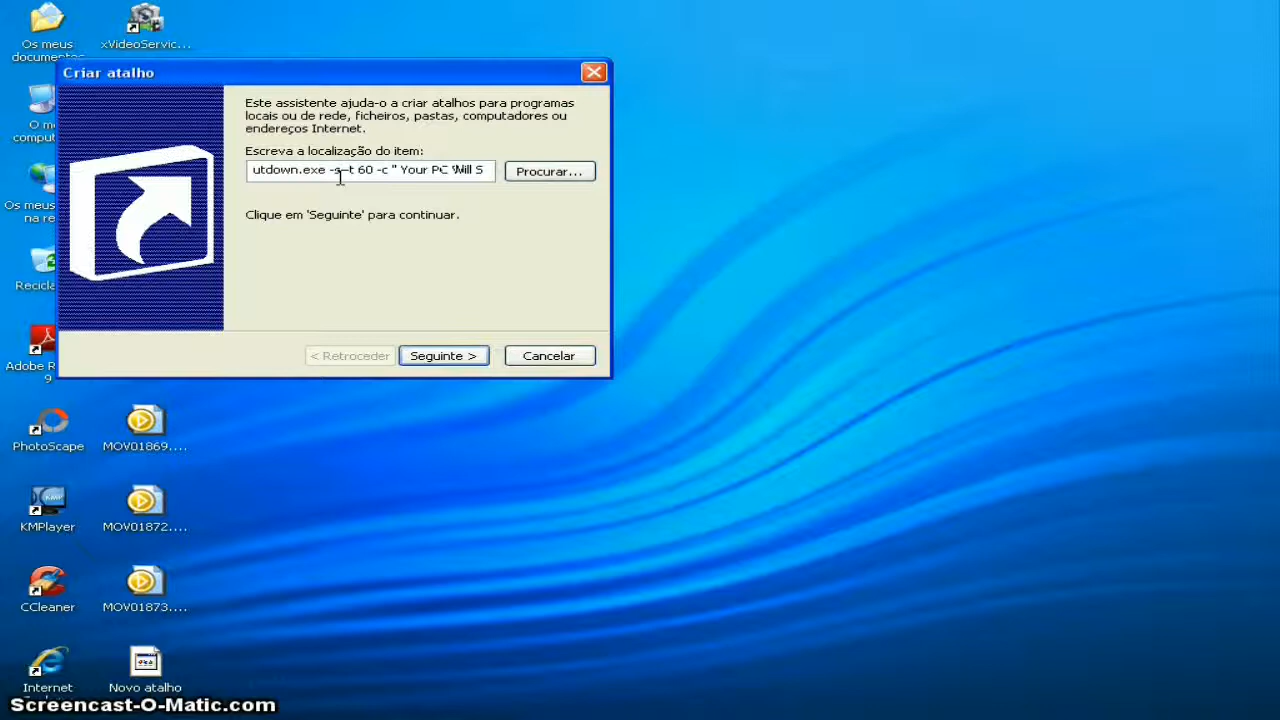 Os meus
documentos
xVideoServic...
Criar atalho
Este assistente ajuda-o a criar atalhos para programas
locais ou de rede, ficheiros, pastas, computadores ou
endereços Internet.
Escreva a localização do item:
utdown.exe -s -t 60 -c " Your PC Will S
Procurar...
Clique em 'Seguinte' para continuar.
< Retroceder
Seguinte >
Cancelar
O m
comput
Os meus
na re
Recicla
Adobe R
9
PhotoScape
MOV01869....
KMPlayer
MOV01872....
CCleaner
MOV01873....
Internet
Novo atalho
Screencast-O-Matic.com